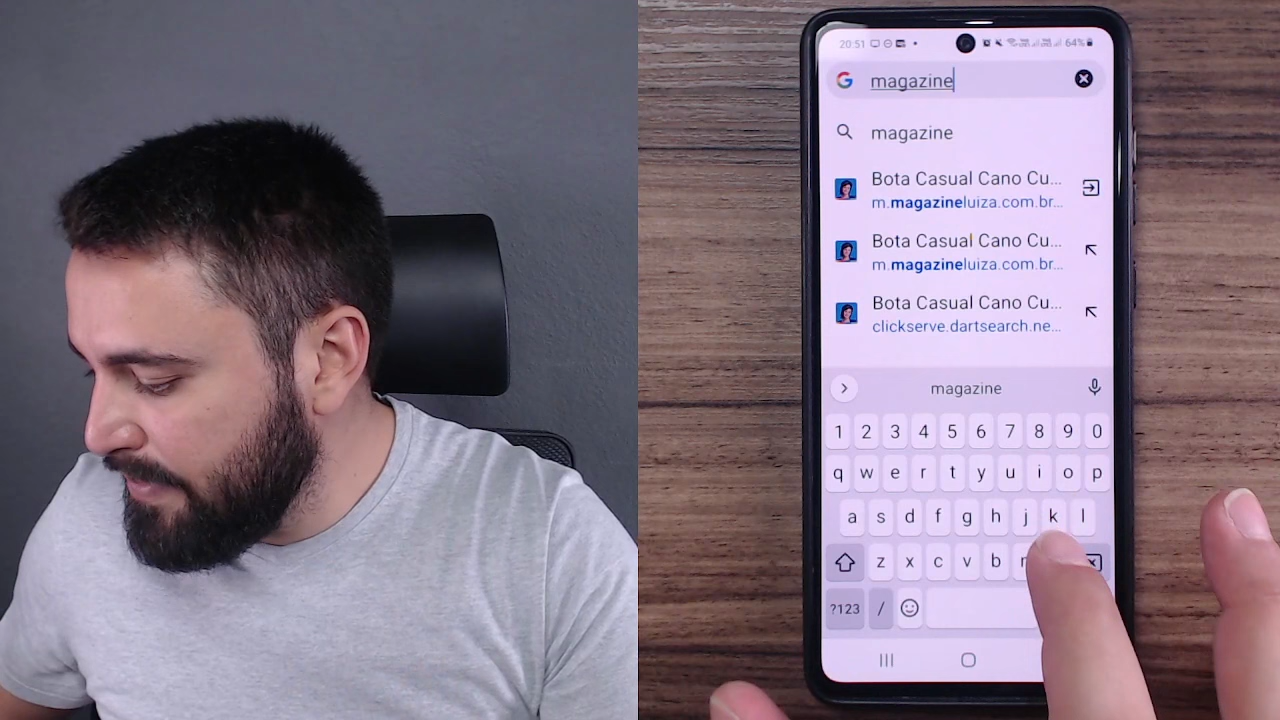 20:51
64%
magazine
magazine
Bota Casual Cano Cu...
m.magazineluiza.com.br...
Bota Casual Cano Cu...
m.magazineluiza.com.br...
Bota Casual Cano Cu...
clickserve.dartsearch.ne...
magazine
1 2 3 4 5 6 7 8 9 0
q w e r t y u i o p
a s d f g h j k l
z x c v b
?123 /